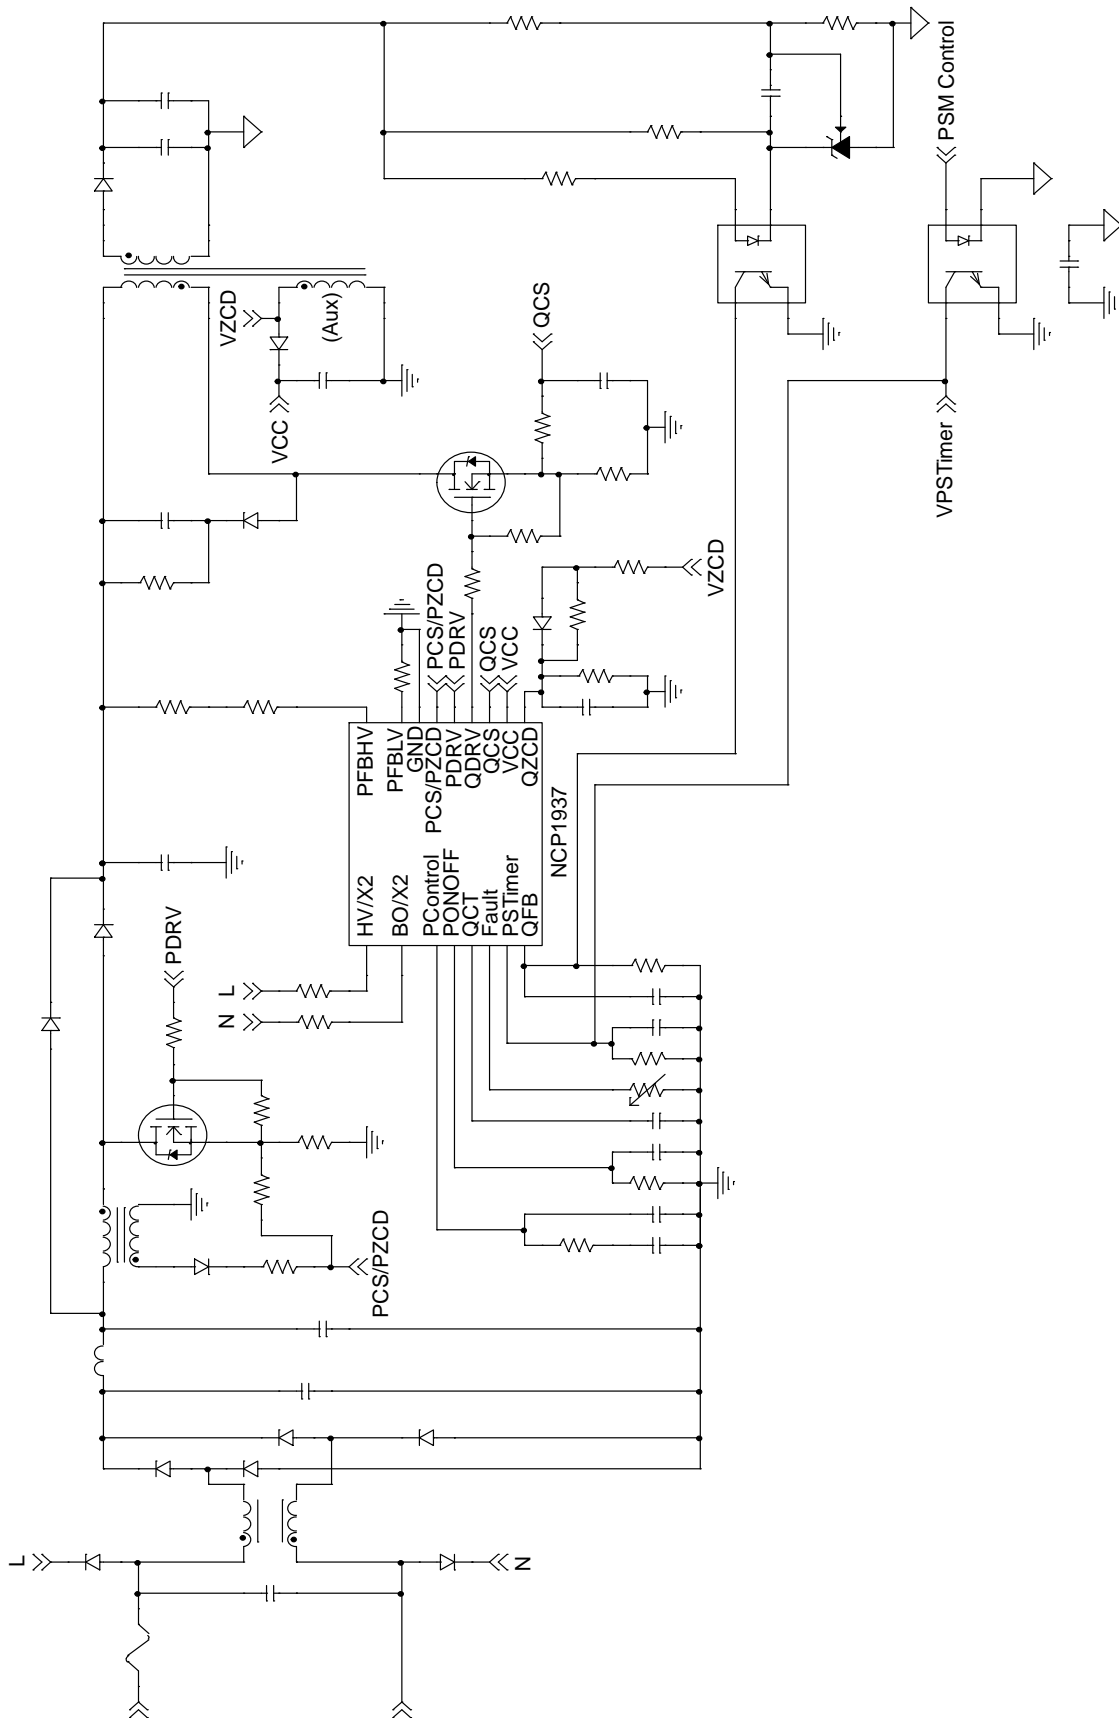 L
N
PCS/PZCD
PDRV
L
N
HV/X2
BO/X2
PControl
PONOFF
QCT
Fault
PSTimer
QFB
PFBHV
PFBLV
GND
PCS/PZCD
PDRV
QDRV
QCS
VCC
QZCD
NCP1937
PCS/PZCD
PDRV
QCS
VCC
VZCD
VCC
VZCD
(Aux)
QCS
VPSTimer
PSM Control